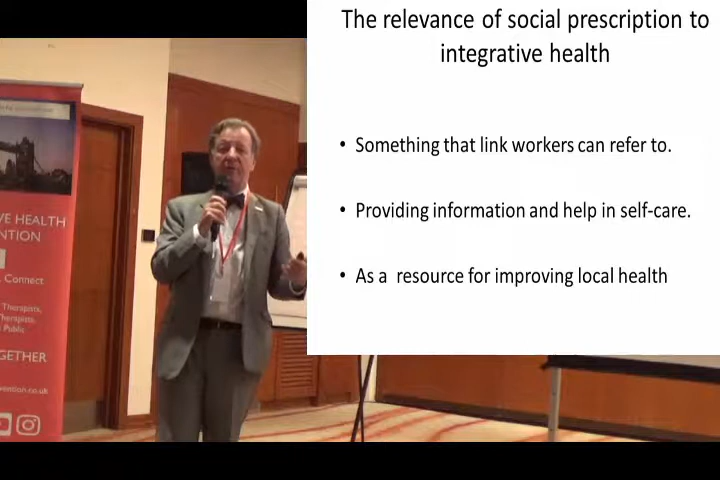 The relevance of social prescription to
integrative health
• Something that link workers can refer to.
• Providing information and help in self-care.
• As a resource for improving local health
VE HEALTH
NTION
Connect
Therapists,
Therapists
Public
GETHER
vention.co.uk